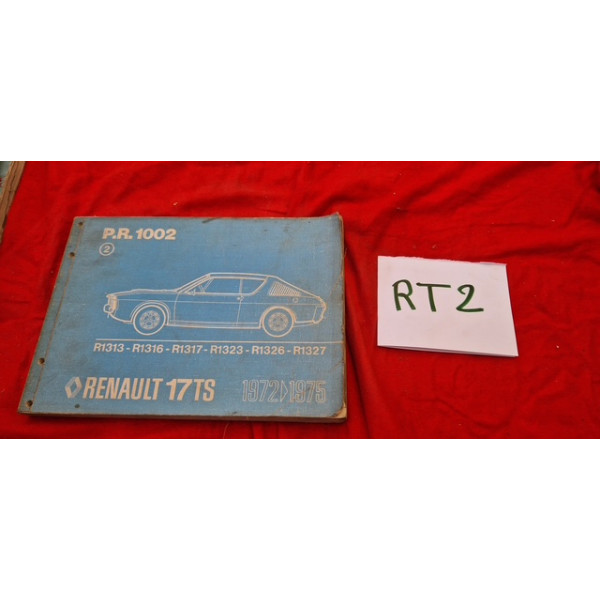 P.R. 1002
2
R1313 - R1316 - R1317 - R1323 - R1326 - R1327
RENAULT 17TS 1972▷1975
RT2